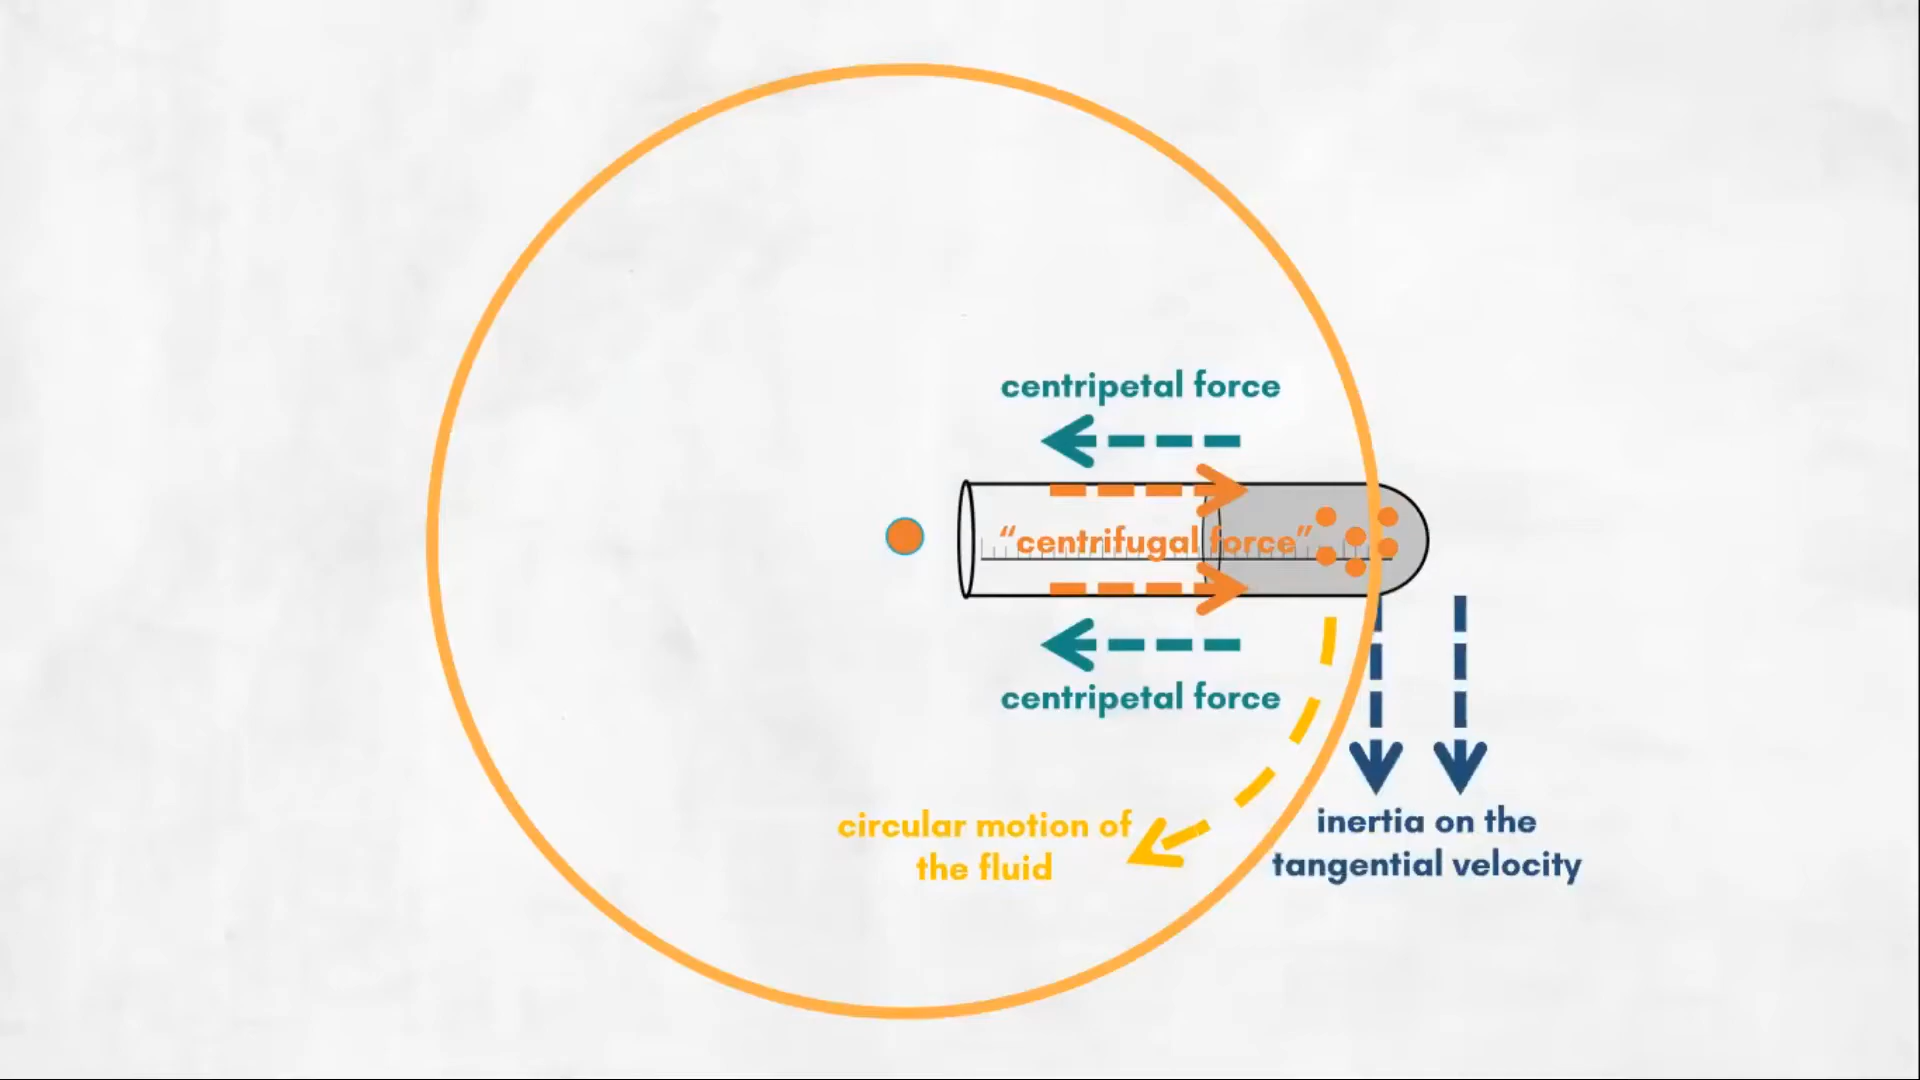 centripetal force
“centrifugal force”
centripetal force
circular motion of
the fluid
inertia on the
tangential velocity